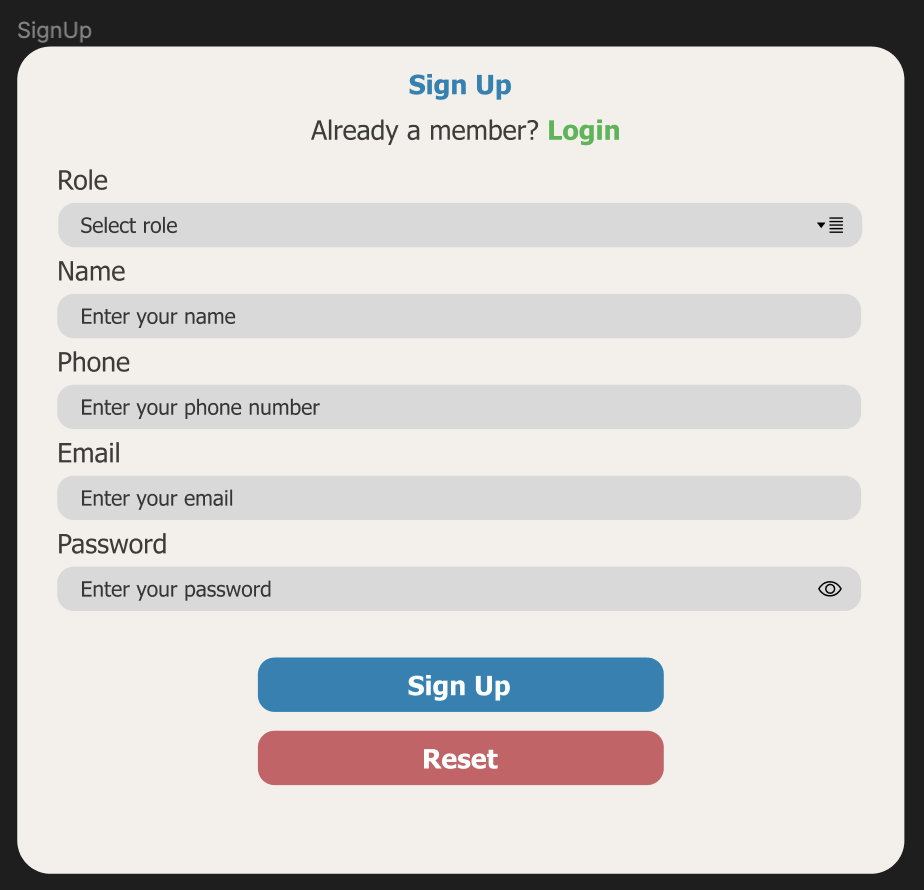 SignUp
Sign Up
Already a member? Login
Role
Select role
Name
Enter your name
Phone
Enter your phone number
Email
Enter your email
Password
Enter your password
Sign Up
Reset